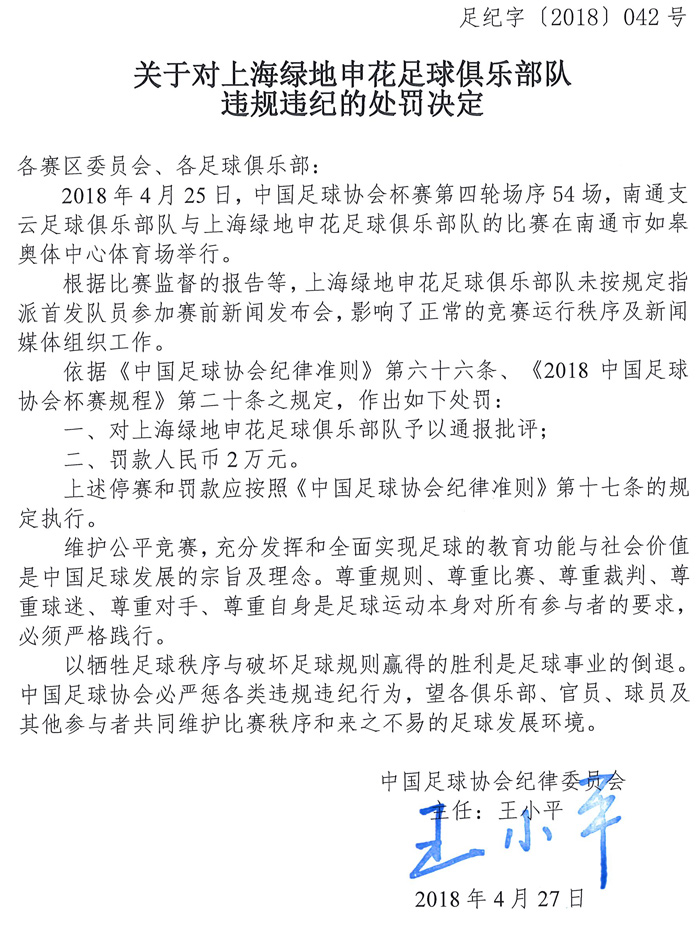 足纪字〔2018〕042 号
关于对上海绿地申花足球俱乐部队
违规违纪的处罚决定
各赛区委员会、各足球俱乐部：
2018 年 4 月 25 日，中国足球协会杯赛第四轮场序 54 场，南通支
云足球俱乐部队与上海绿地申花足球俱乐部队的比赛在南通市如皋
奥体中心体育场举行。
根据比赛监督的报告等，上海绿地申花足球俱乐部队未按规定指
派首发队员参加赛前新闻发布会，影响了正常的竞赛运行秩序及新闻
媒体组织工作。
依据《中国足球协会纪律准则》第六十六条、《2018 中国足球
协会杯赛规程》第二十条之规定，作出如下处罚：
一、对上海绿地申花足球俱乐部队予以通报批评；
二、罚款人民币 2 万元。
上述停赛和罚款应按照《中国足球协会纪律准则》第十七条的规
定执行。
维护公平竞赛，充分发挥和全面实现足球的教育功能与社会价值
是中国足球发展的宗旨及理念。尊重规则、尊重比赛、尊重裁判、尊
重球迷、尊重对手、尊重自身是足球运动本身对所有参与者的要求，
必须严格践行。
以牺牲足球秩序与破坏足球规则赢得的胜利是足球事业的倒退。
中国足球协会必严惩各类违规违纪行为，望各俱乐部、官员、球员及
其他参与者共同维护比赛秩序和来之不易的足球发展环境。
中国足球协会纪律委员会
主任：王小平
王小平
2018 年 4 月 27 日